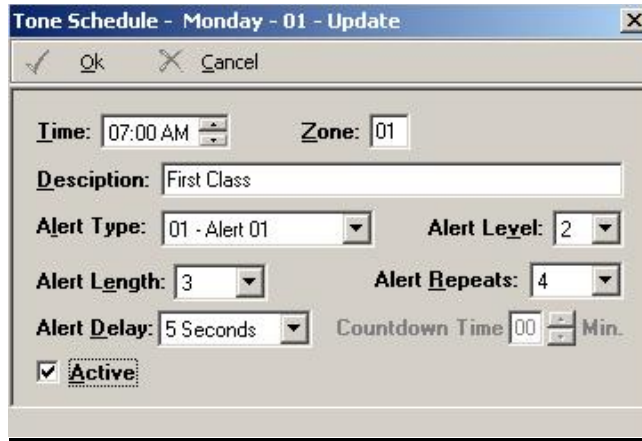 Tone Schedule - Monday - 01 - Update
Ok Cancel
Time: 07:00 AM Zone: 01
Desciption: First Class
Alert Type: 01 - Alert 01 Alert Level: 2
Alert Length: 3 Alert Repeats: 4
Alert Delay: 5 Seconds Countdown Time 00 Min.
Active